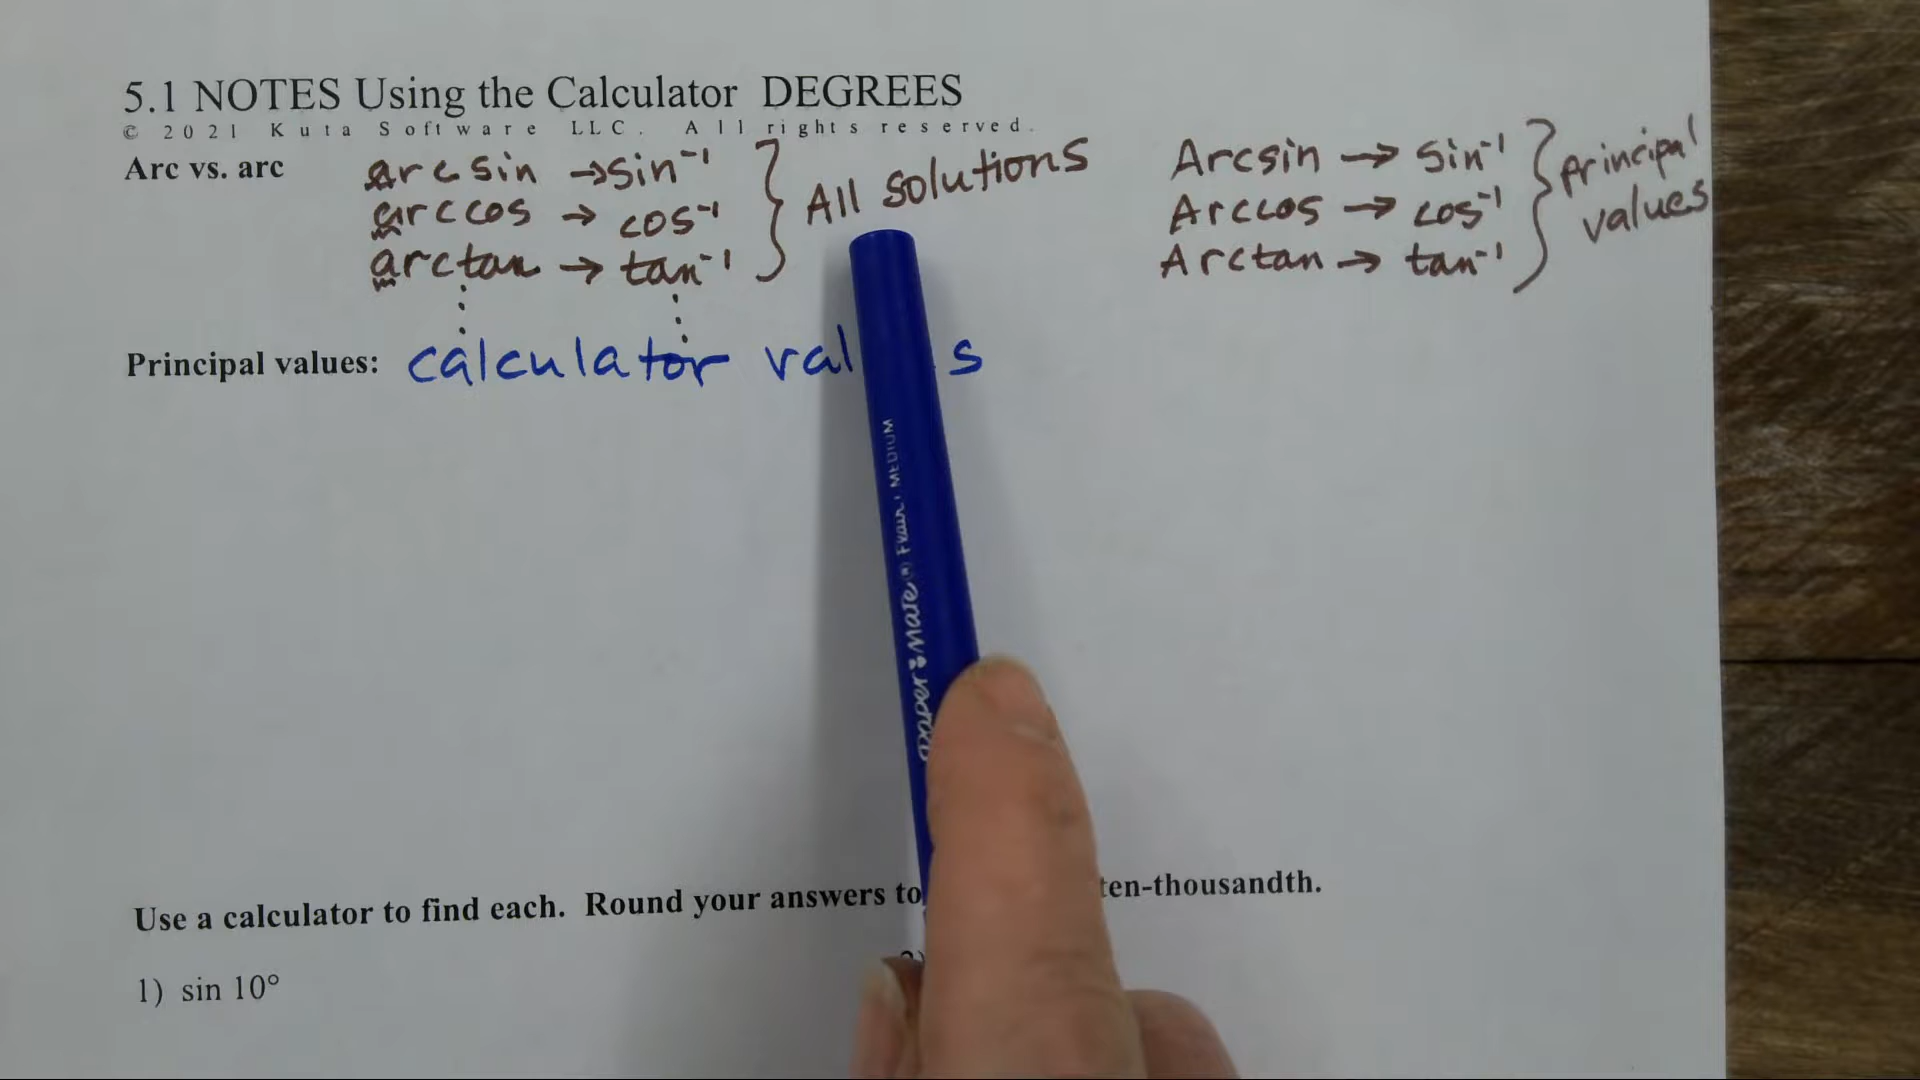 5.1 NOTES Using the Calculator DEGREES
© 2021 Kuta Software LLC. All rights reserved.
Arc vs. arc
arcsin → sin⁻¹
arccos → cos⁻¹
arctan → tan⁻¹
All solutions
Arcsin → sin⁻¹
Arccos → cos⁻¹
Arctan → tan⁻¹
principal
values
Principal values: calculator val s
paper mate ® Flair. MEDIUM
Use a calculator to find each. Round your answers to ten-thousandth.
1) sin 10°